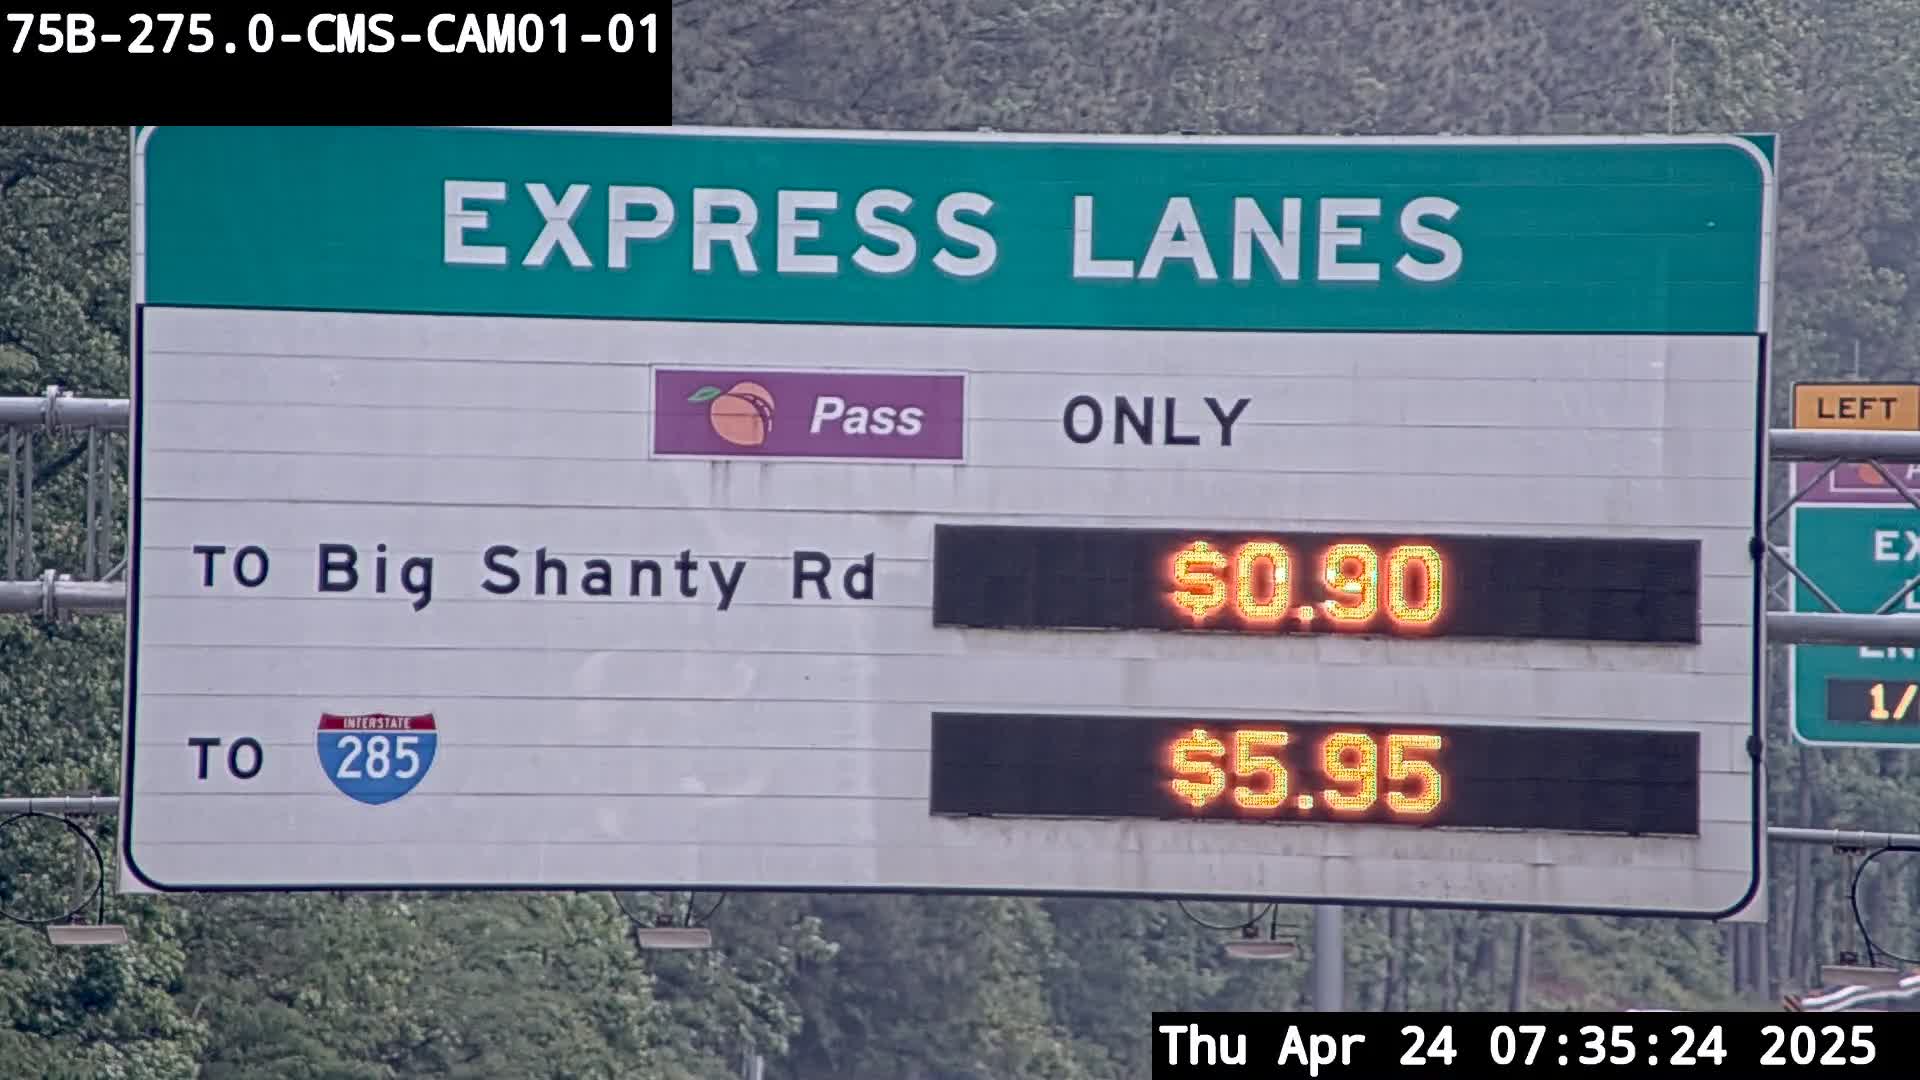 75B-275.0-CMS-CAM01-01
EXPRESS LANES
Pass ONLY
LEFT
TO Big Shanty Rd $0.90
TO INTERSTATE 285 $5.95
1/
Thu Apr 24 07:35:24 2025